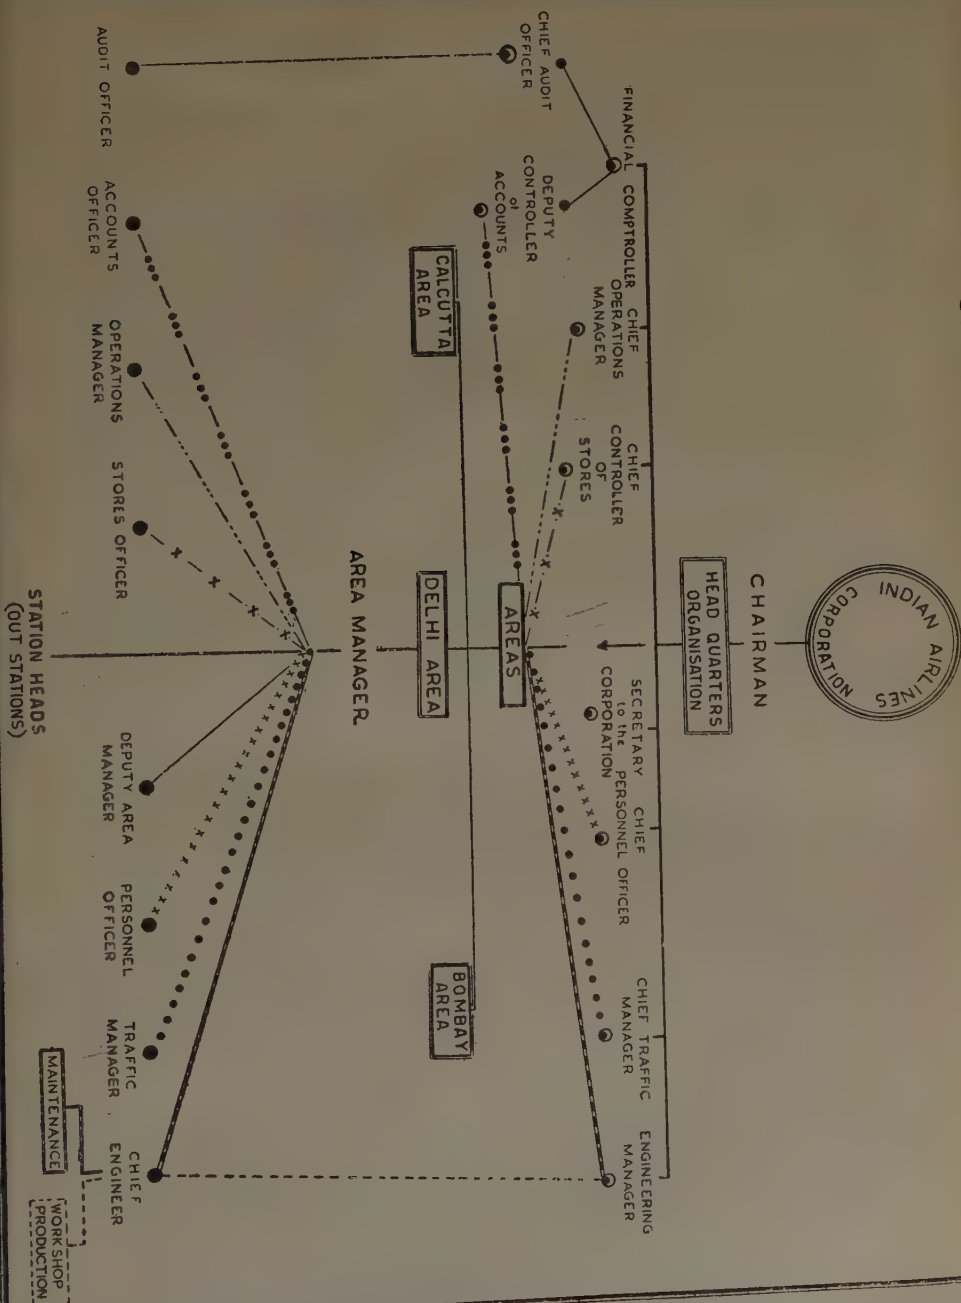 INDIAN AIRLINES
CORPORATION
CHAIRMAN
HEAD QUARTERS
ORGANISATION
FINANCIAL COMPTROLLER
CHIEF
OPERATIONS
MANAGER
CHIEF
CONTROLLER
OF
STORES
SECRETARY
to the
CORPORATION
CHIEF
PERSONNEL OFFICER
CHIEF TRAFFIC
MANAGER
ENGINEERING
MANAGER
CHIEF AUDIT
OFFICER
DEPUTY
CONTROLLER
of
ACCOUNTS
AREAS
CALCUTTA
AREA
DELHI AREA
BOMBAY
AREA
AREA MANAGER
AUDIT OFFICER
ACCOUNTS
OFFICER
OPERATIONS
MANAGER
STORES OFFICER
DEPUTY AREA
MANAGER
PERSONNEL
OFFICER
TRAFFIC
MANAGER
CHIEF
ENGINEER
STATION HEADS
(OUT STATIONS)
MAINTENANCE
WORKSHOP
PRODUCTION